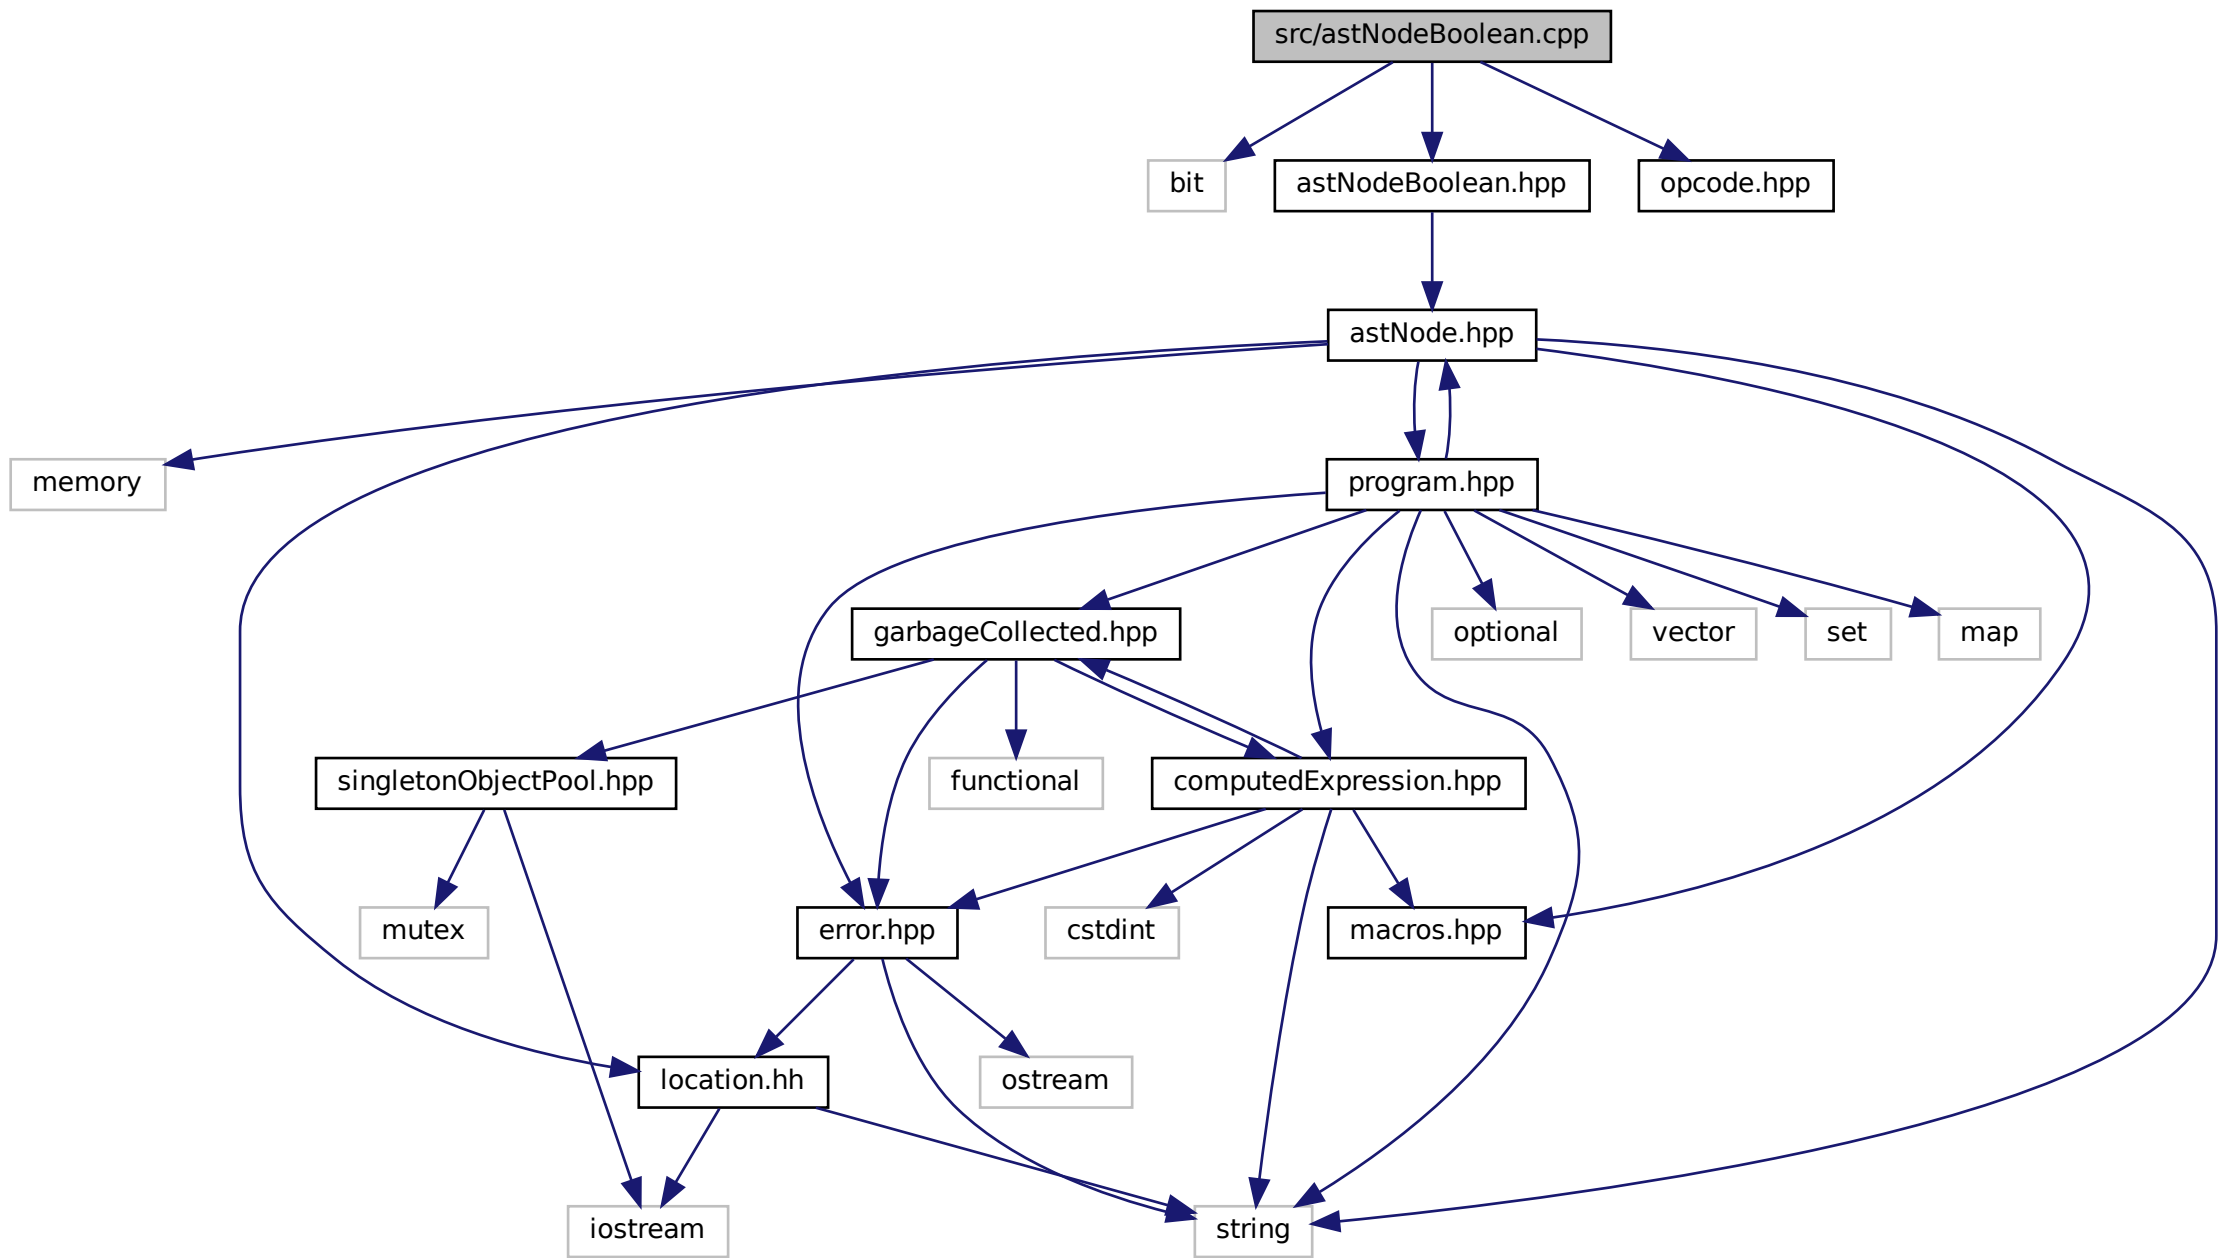 src/astNodeBoolean.cpp
bit
astNodeBoolean.hpp
opcode.hpp
astNode.hpp
memory
program.hpp
garbageCollected.hpp
optional
vector
set
map
singletonObjectPool.hpp
functional
computedExpression.hpp
mutex
error.hpp
cstdint
macros.hpp
location.hh
ostream
iostream
string